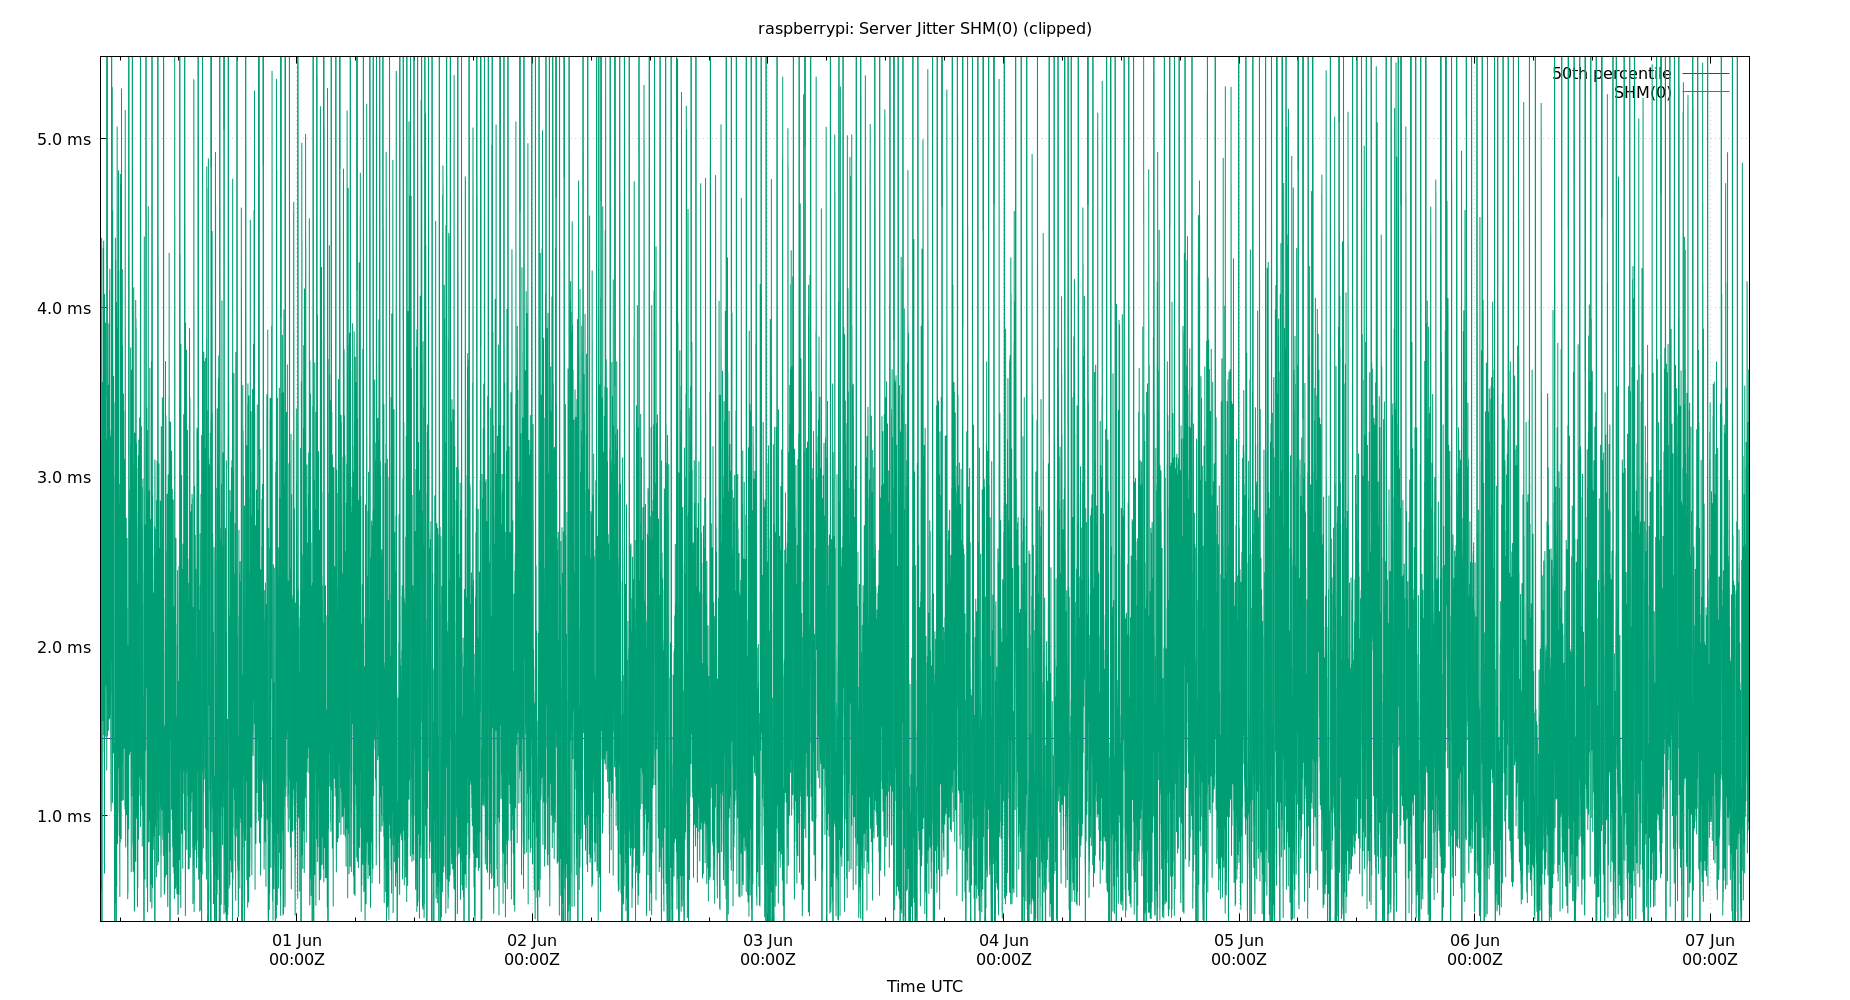 raspberrypi: Server Jitter SHM(0) (clipped)
50th percentile
SHM(0)
5.0 ms
4.0 ms
3.0 ms
2.0 ms
1.0 ms
01 Jun 02 Jun 03 Jun 04 Jun 05 Jun 06 Jun 07 Jun
00:00Z 00:00Z 00:00Z 00:00Z 00:00Z 00:00Z 00:00Z
Time UTC